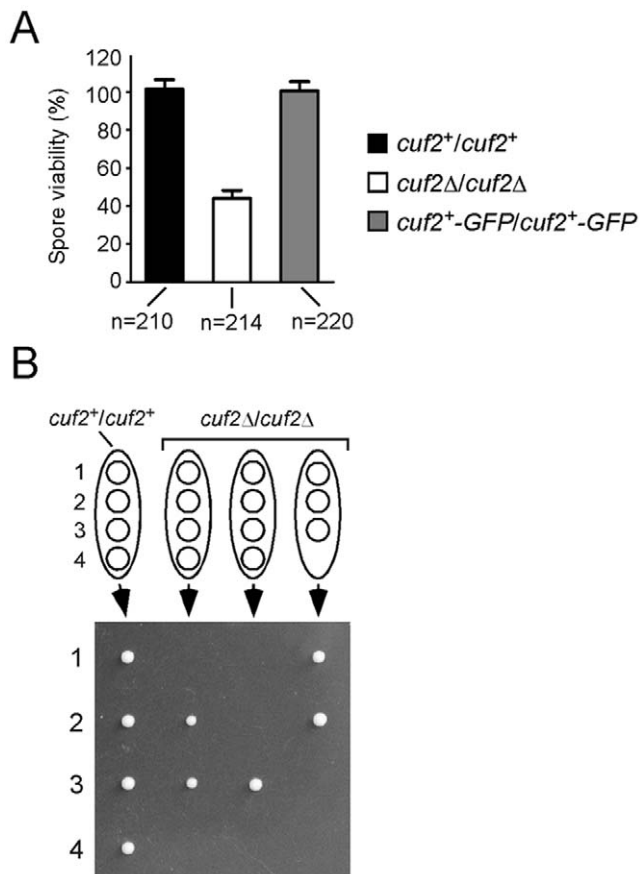 A
Spore viability (%)
120
100
80
60
40
20
0
n=210
n=214
n=220
cuf2+/cuf2+
cuf2Δ/cuf2Δ
cuf2+-GFP/cuf2+-GFP
B
cuf2+/cuf2+
cuf2Δ/cuf2Δ
1
2
3
4
1
2
3
4